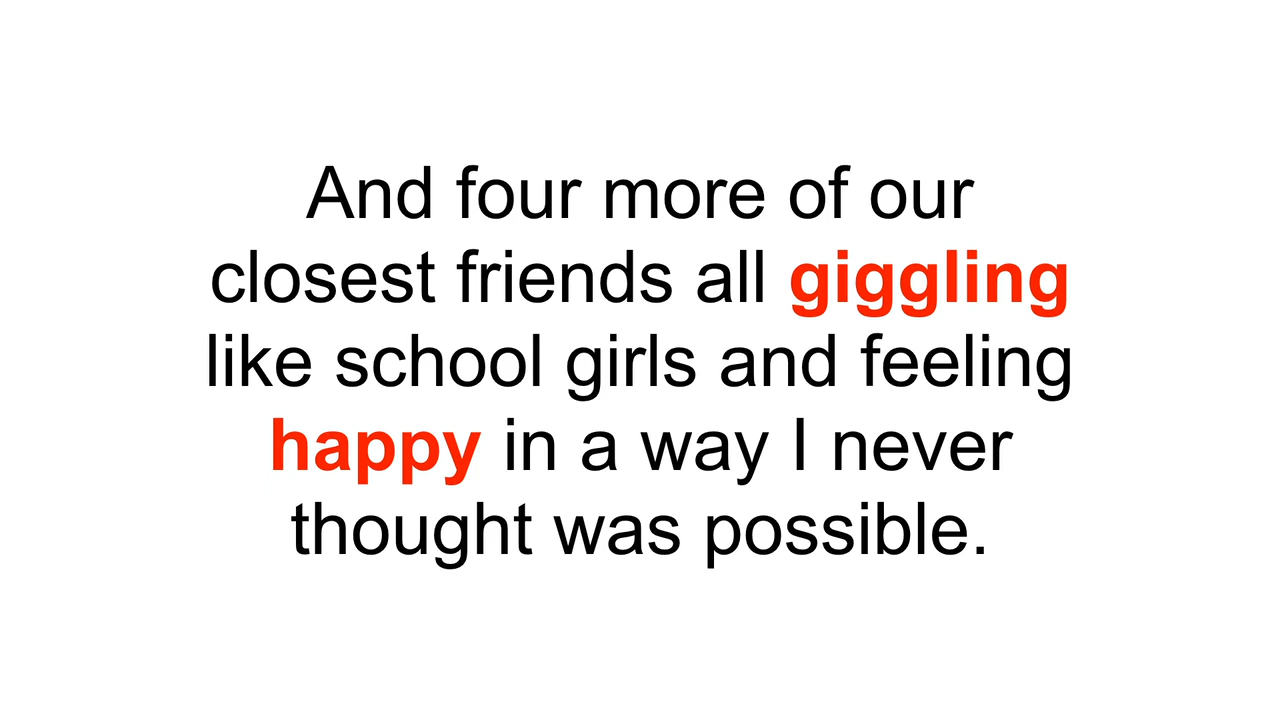 And four more of our
closest friends all giggling
like school girls and feeling
happy in a way I never
thought was possible.